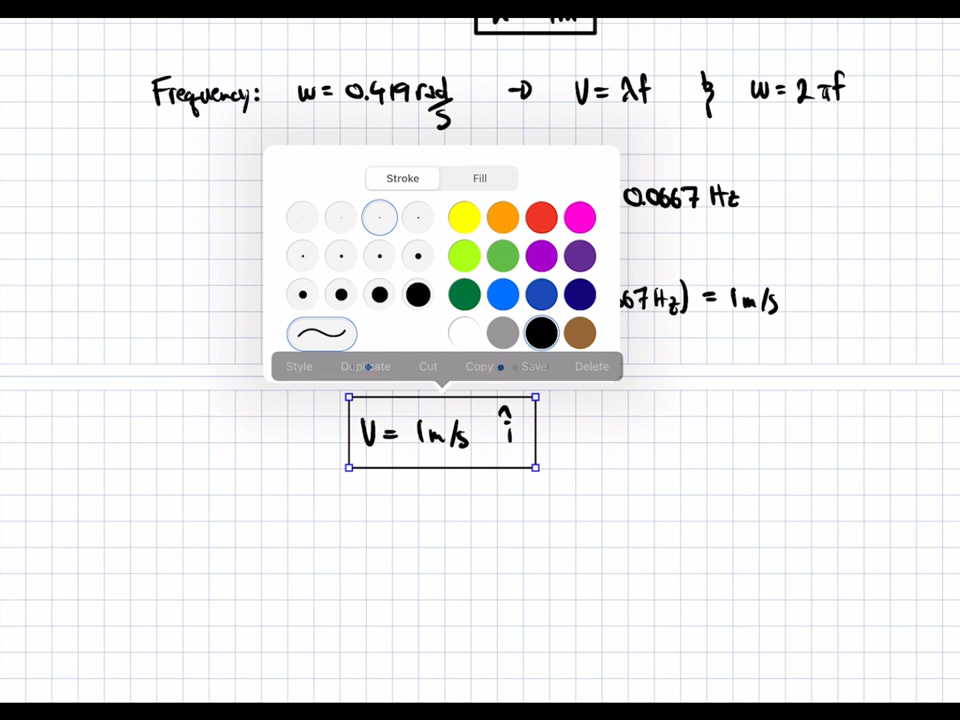 Frequency: w = 0.419 rad/s → V = λf & w = 2πf
0.0667 Hz
Stroke Fill
67 Hz) = 1 m/s
Style Duplicate Cut Copy Save Delete
V = 1 m/s î